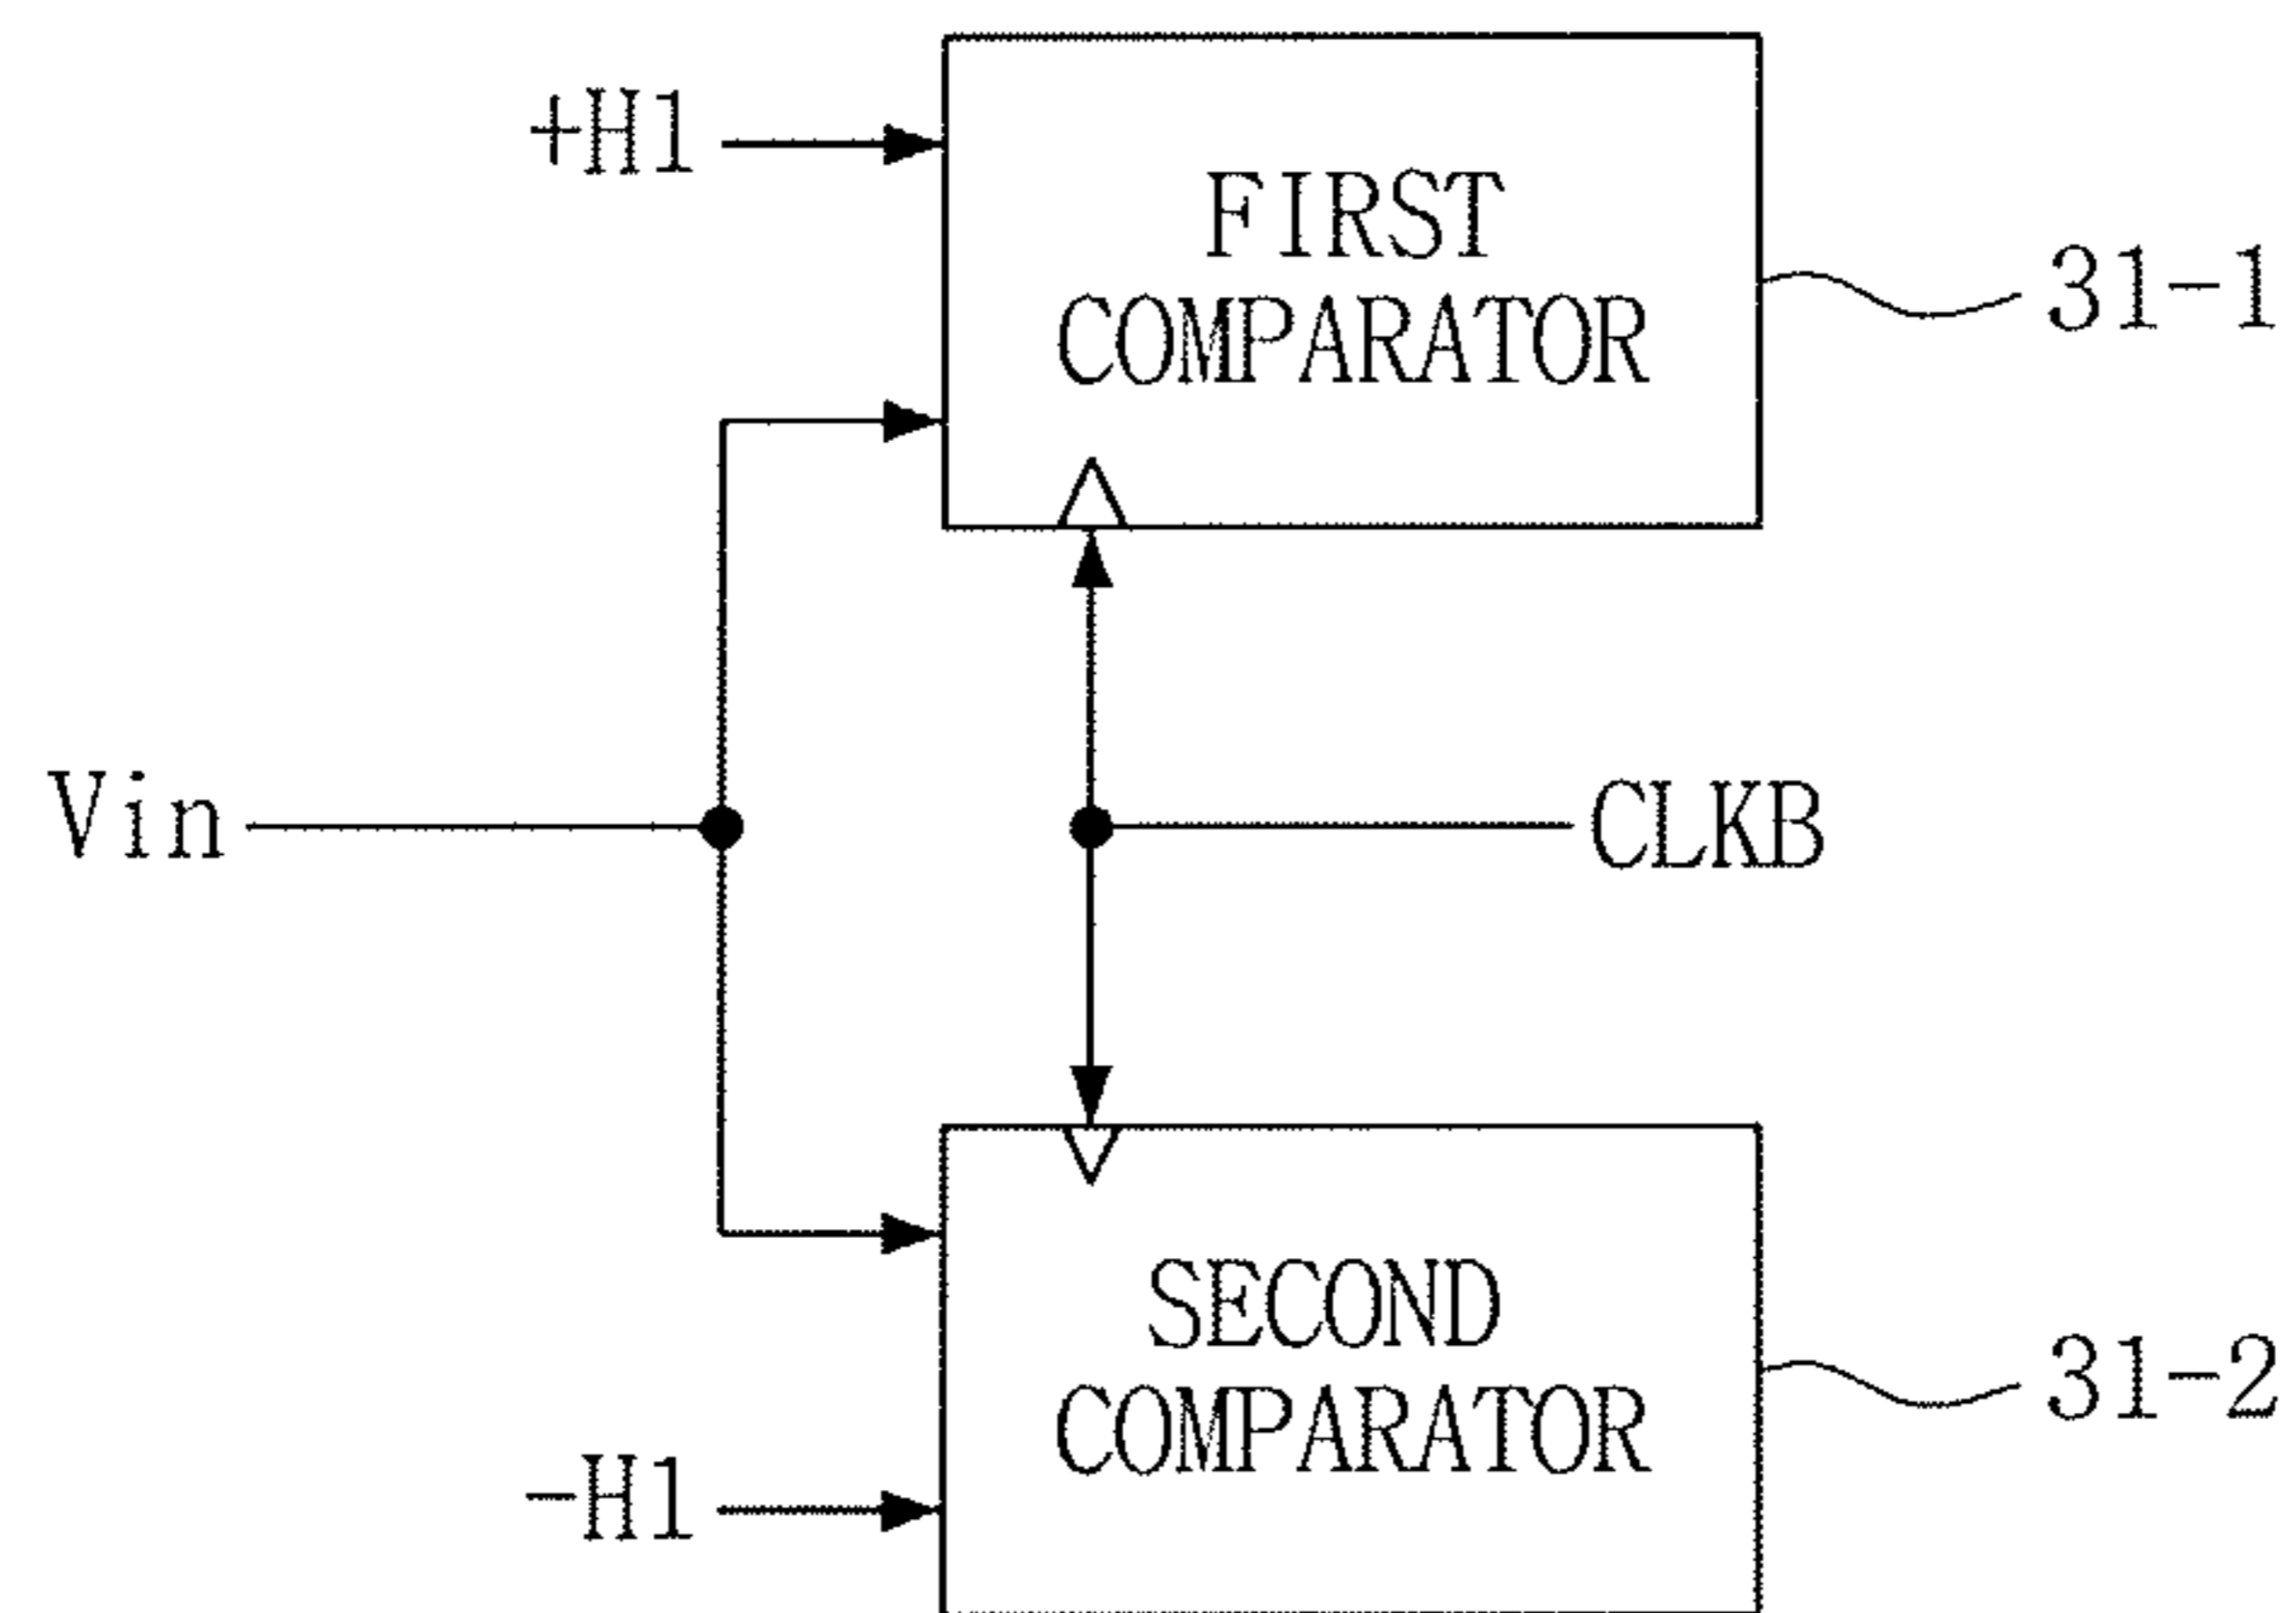 +H1
FIRST
COMPARATOR
31-1
Vin
CLKB
SECOND
COMPARATOR
31-2
-H1